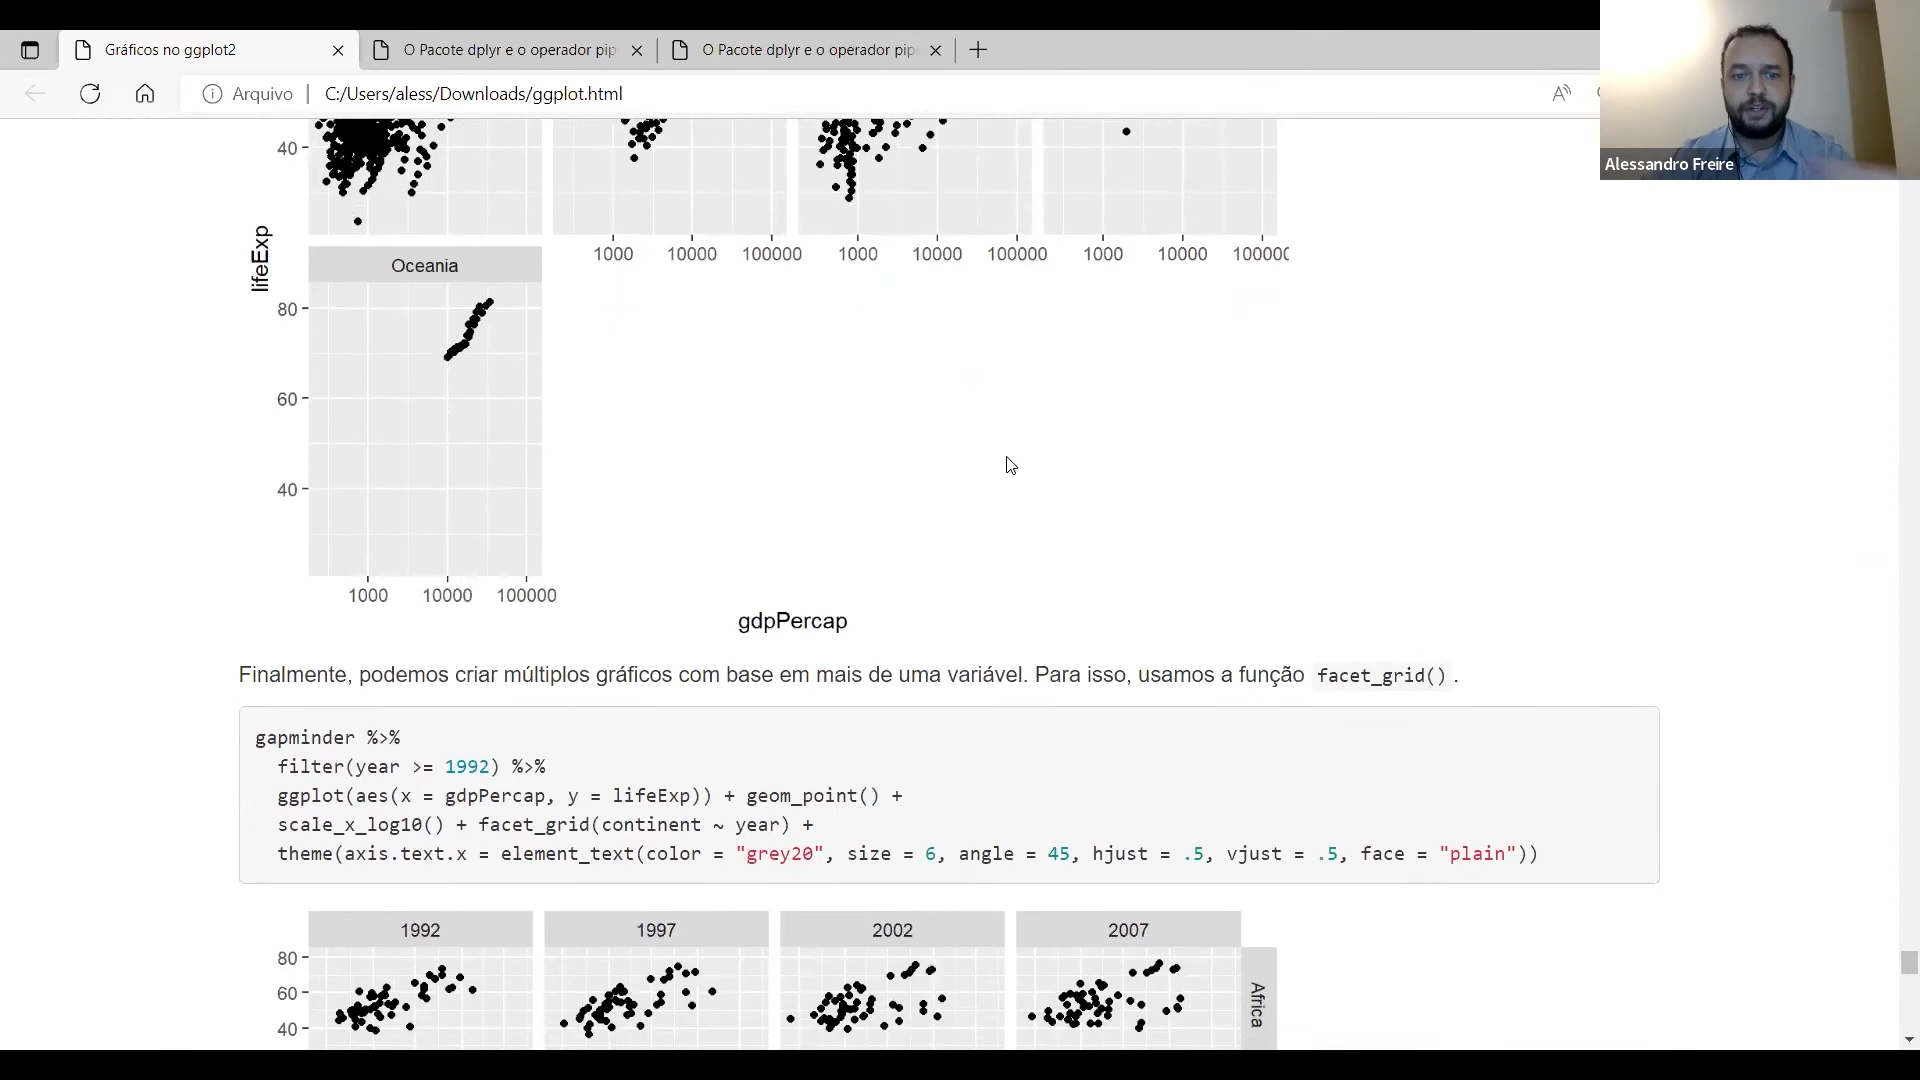 Gráficos no ggplot2
O Pacote dplyr e o operador pip
O Pacote dplyr e o operador pip
Arquivo
C:/Users/aless/Downloads/ggplot.html
Alessandro Freire
40
lifeExp
1000 10000 100000 1000 10000 100000 1000 10000
Oceania
80
60
40
1000 10000 100000
gdpPercap
Finalmente, podemos criar múltiplos gráficos com base em mais de uma variável. Para isso, usamos a função facet_grid() .
gapminder %>%
filter(year >= 1992) %>%
ggplot(aes(x = gdpPercap, y = lifeExp)) + geom_point() +
scale_x_log10() + facet_grid(continent ~ year) +
theme(axis.text.x = element_text(color = "grey20", size = 6, angle = 45, hjust = .5, vjust = .5, face = "plain"))
1992 1997 2002 2007
80
60
40
Africa